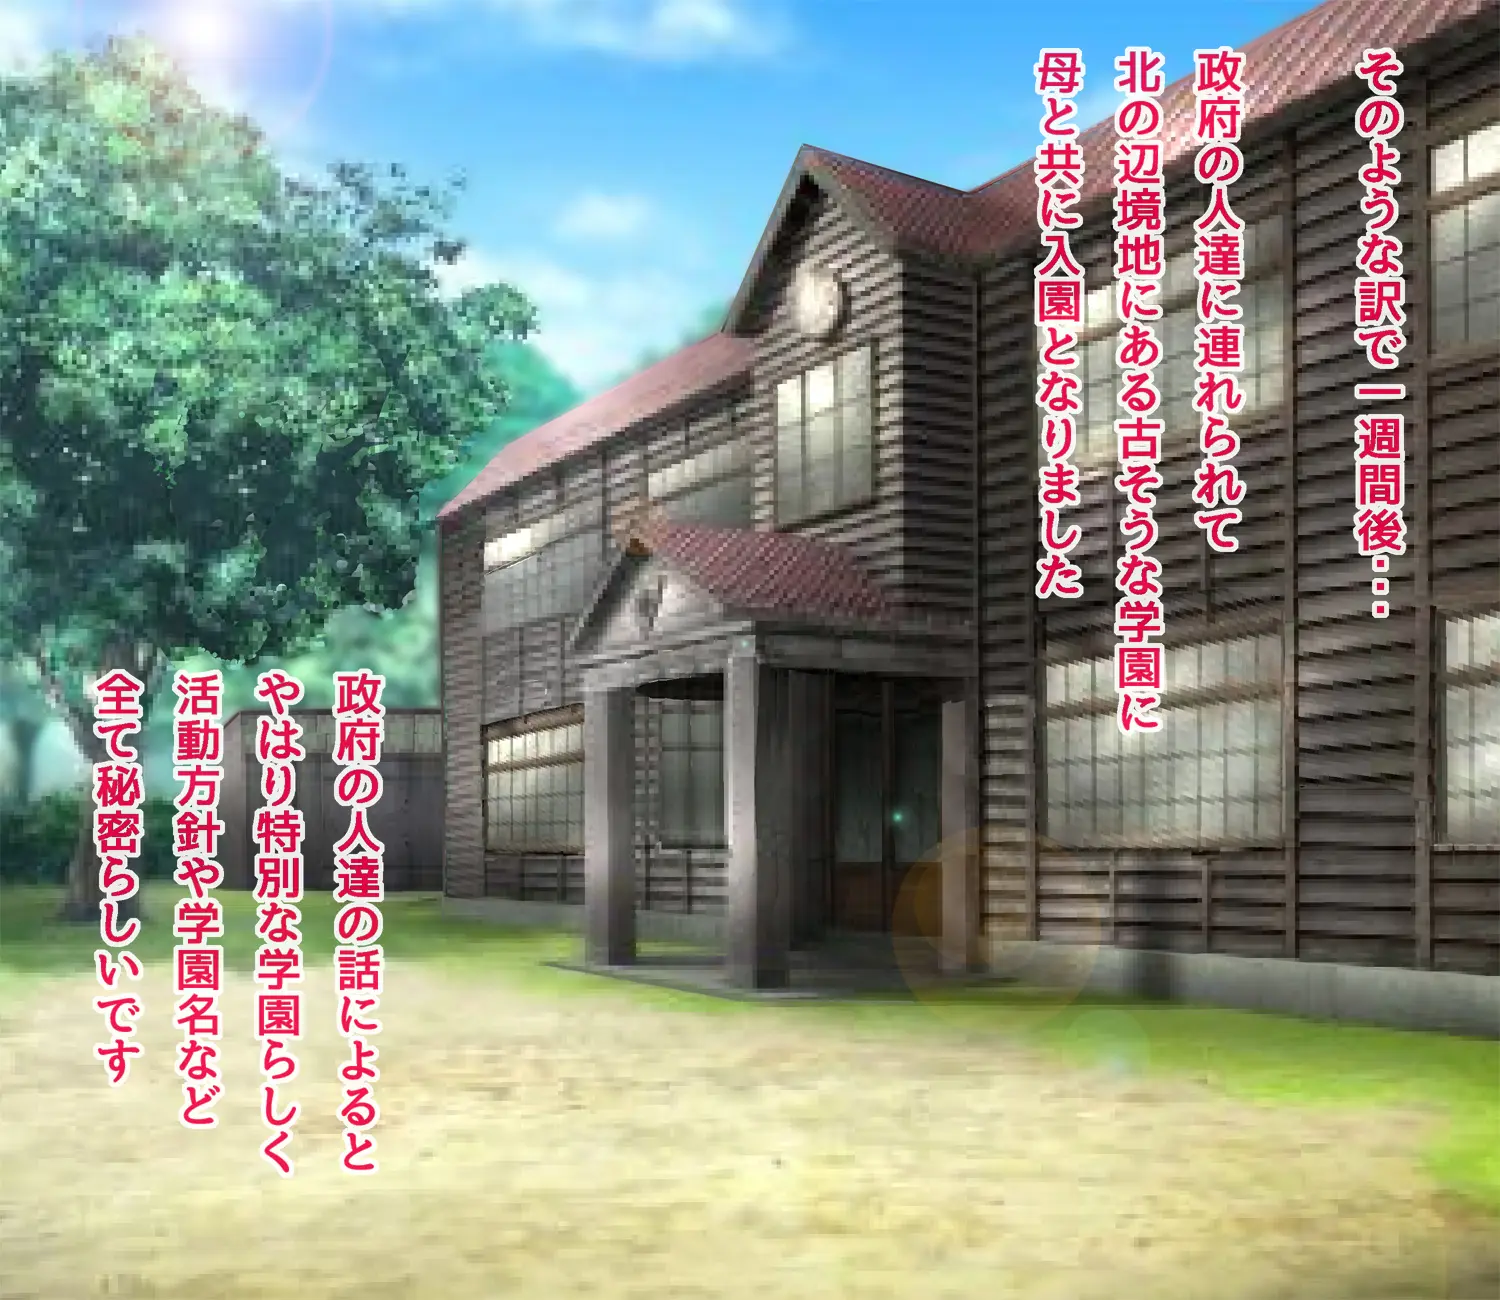 そのような訳で一週間後・・・
政府の人達に連れられて
北の辺境地にある古そうな学園に
母と共に入園となりました
政府の人達の話によると
やはり特別な学園らしく
活動方針や学園名など
全て秘密らしいです